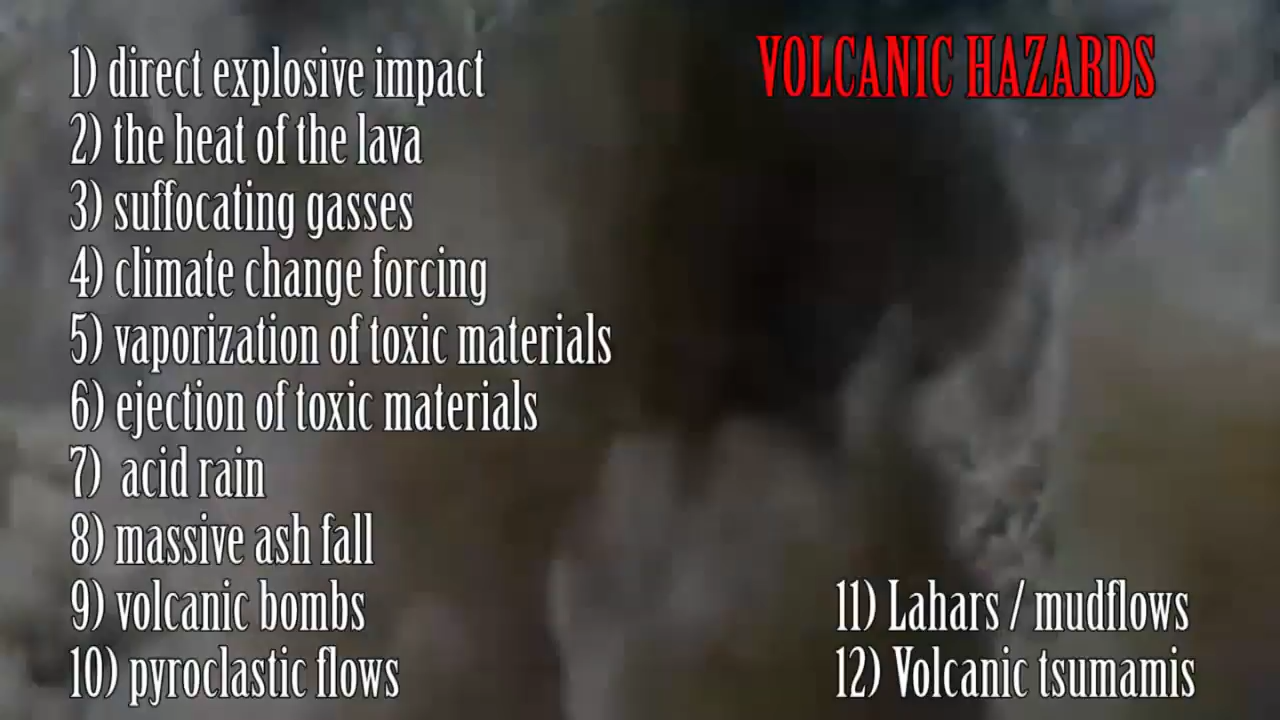 VOLCANIC HAZARDS
1) direct explosive impact
2) the heat of the lava
3) suffocating gasses
4) climate change forcing
5) vaporization of toxic materials
6) ejection of toxic materials
7) acid rain
8) massive ash fall
9) volcanic bombs
10) pyroclastic flows
11) Lahars / mudflows
12) Volcanic tsumamis